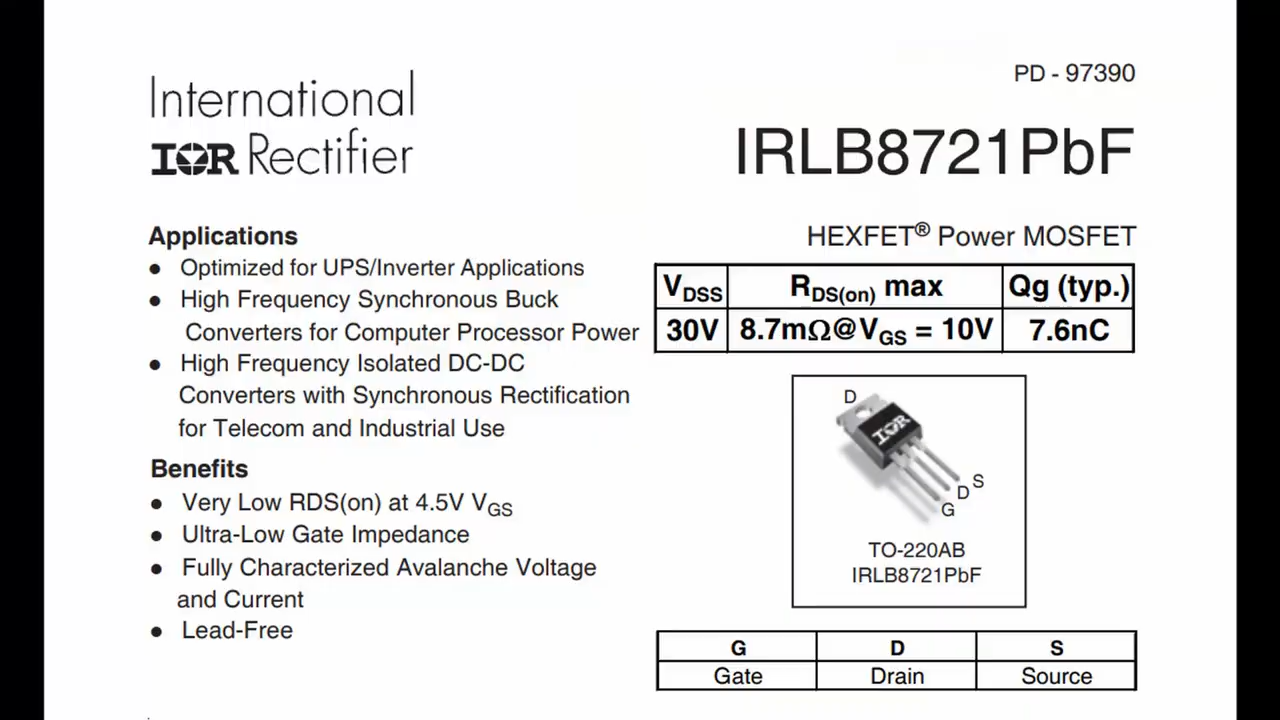 International
IOR Rectifier
PD - 97390
IRLB8721PbF
HEXFET® Power MOSFET
Applications
● Optimized for UPS/Inverter Applications
● High Frequency Synchronous Buck
Converters for Computer Processor Power
● High Frequency Isolated DC-DC
Converters with Synchronous Rectification
for Telecom and Industrial Use
Benefits
● Very Low RDS(on) at 4.5V VGS
● Ultra-Low Gate Impedance
● Fully Characterized Avalanche Voltage
and Current
● Lead-Free
VDSS RDS(on) max Qg (typ.)
30V 8.7mΩ@VGS = 10V 7.6nC
D
IOR
S
D
G
TO-220AB
IRLB8721PbF
G D S
Gate Drain Source